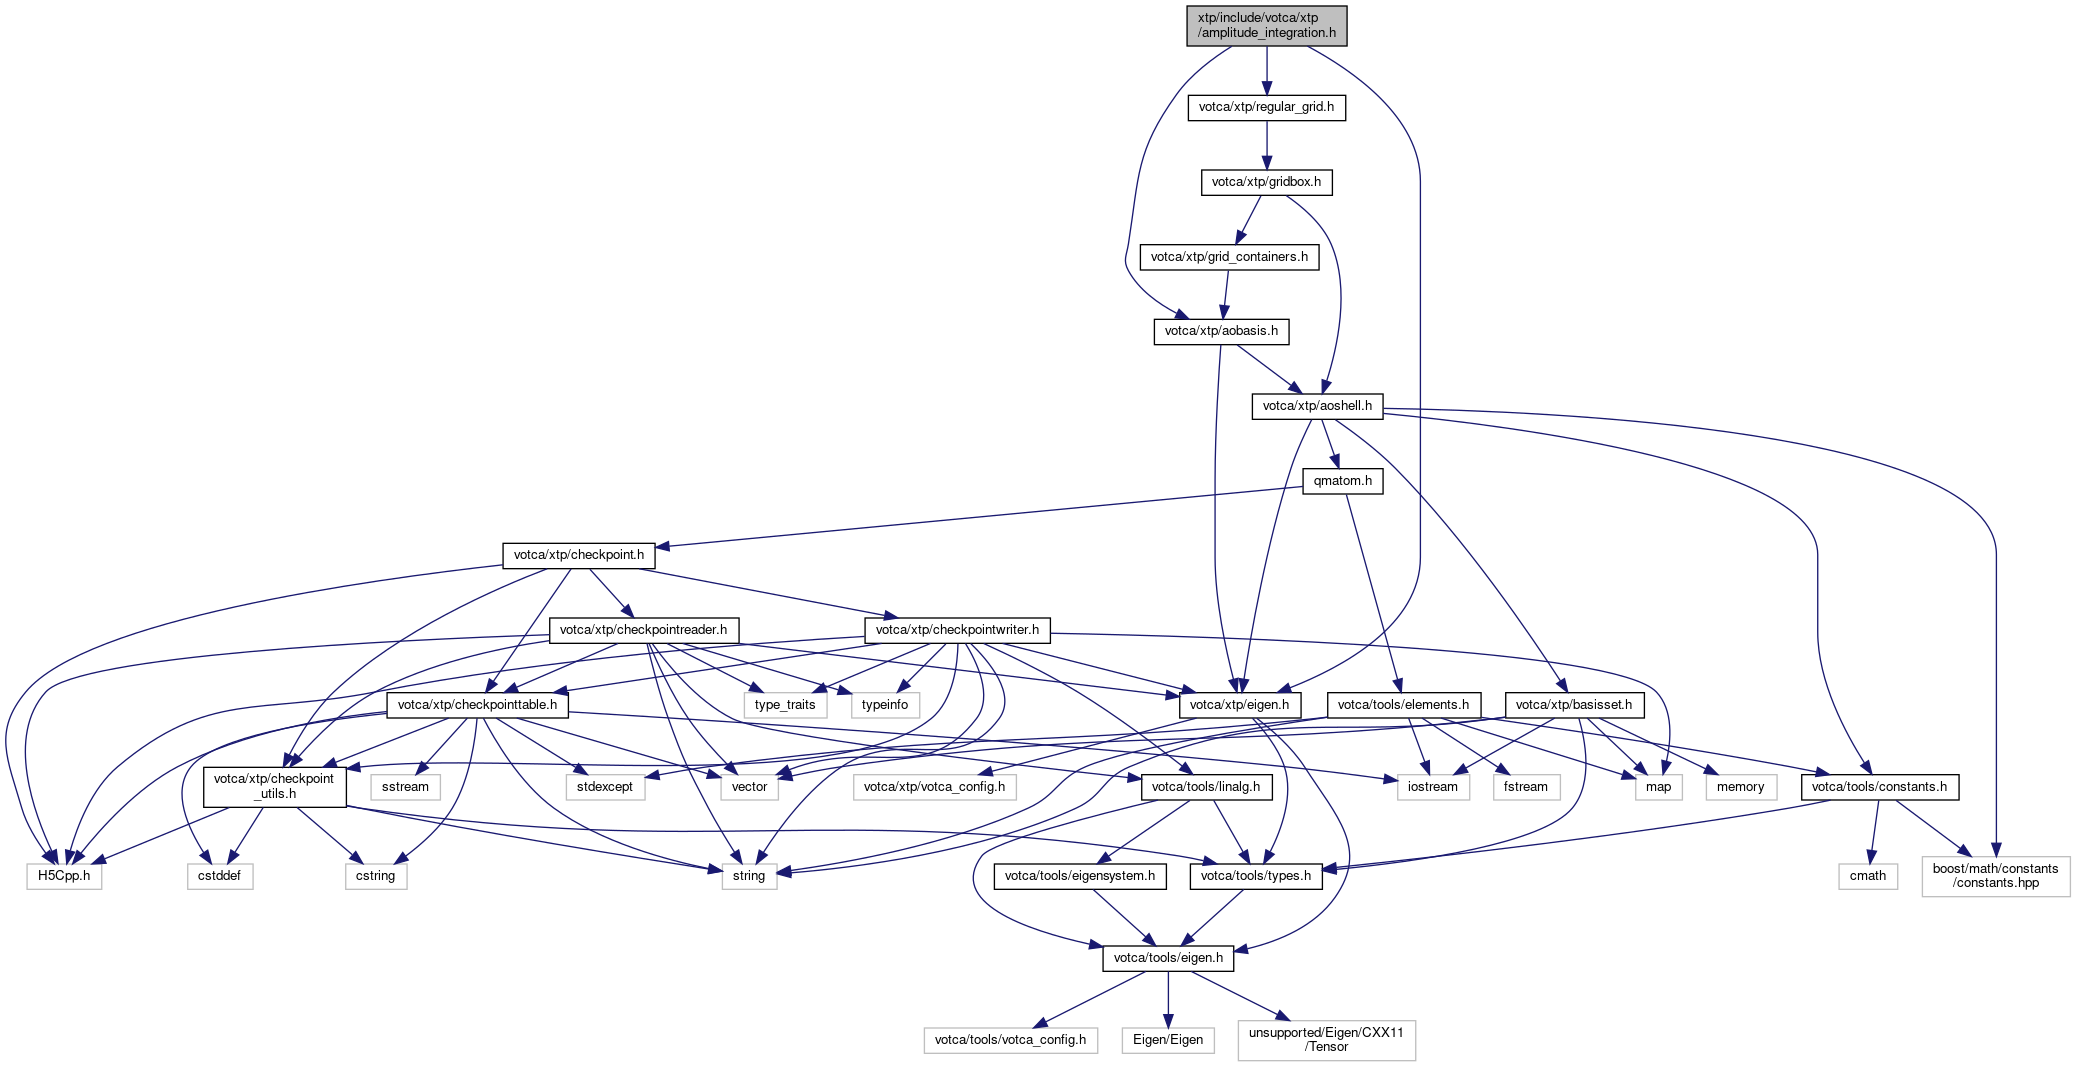 xtp/include/votca/xtp
/amplitude_integration.h
votca/xtp/regular_grid.h
votca/xtp/gridbox.h
votca/xtp/grid_containers.h
votca/xtp/aobasis.h
votca/xtp/aoshell.h
qmatom.h
votca/xtp/checkpoint.h
votca/xtp/checkpointreader.h
votca/xtp/checkpointwriter.h
votca/xtp/checkpointtable.h
type_traits
typeinfo
votca/xtp/eigen.h
votca/tools/elements.h
votca/xtp/basisset.h
votca/xtp/checkpoint
_utils.h
sstream
stdexcept
vector
votca/xtp/votca_config.h
votca/tools/linalg.h
iostream
fstream
map
memory
votca/tools/constants.h
H5Cpp.h
cstddef
cstring
string
votca/tools/eigensystem.h
votca/tools/types.h
cmath
boost/math/constants
/constants.hpp
votca/tools/eigen.h
votca/tools/votca_config.h
Eigen/Eigen
unsupported/Eigen/CXX11
/Tensor